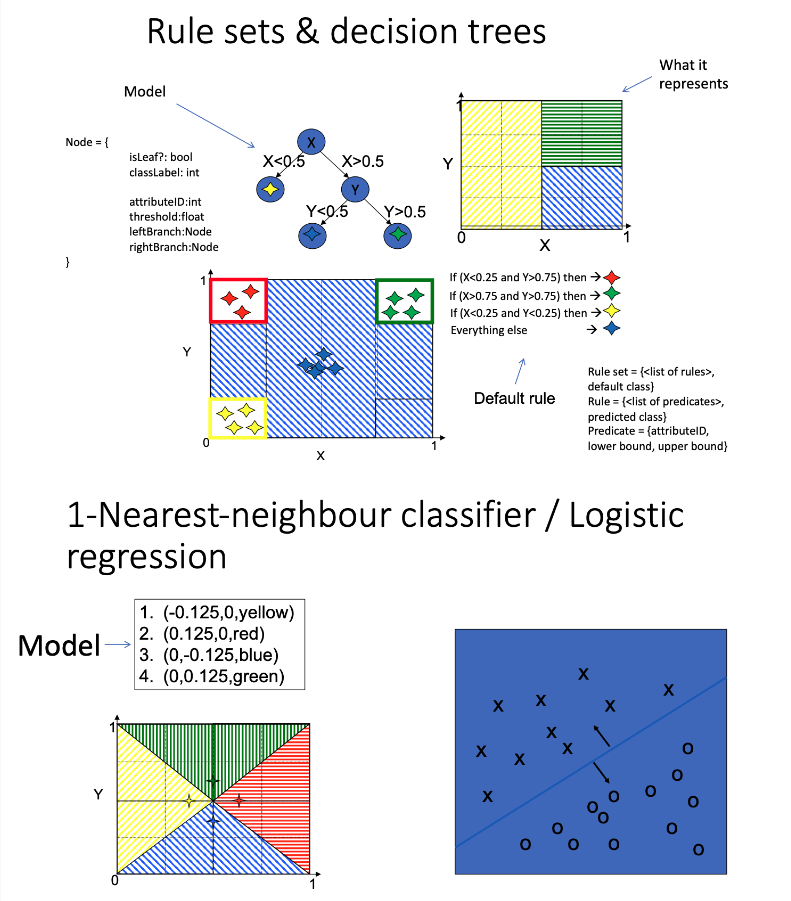 Rule sets & decision trees
What it
represents
Model
Node = {
isLeaf?: bool
classLabel: int
attributeID:int
threshold:float
leftBranch:Node
rightBranch:Node
}
X
X<0.5
X>0.5
Y
Y<0.5
Y>0.5
1
Y
0
X
1
1
Y
0
X
1
If (X<0.25 and Y>0.75) then →
If (X>0.75 and Y>0.75) then →
If (X<0.25 and Y<0.25) then →
Everything else →
Default rule
Rule set = {<list of rules>,
default class}
Rule = {<list of predicates>,
predicted class}
Predicate = {attributeID,
lower bound, upper bound}
1-Nearest-neighbour classifier / Logistic
regression
Model
1. (-0.125,0,yellow)
2. (0.125,0,red)
3. (0,-0.125,blue)
4. (0,0.125,green)
1
Y
0
1
X
X
X
X
X
X
X
X
X
X
O
O
O
O
O
O
O
O
O
O
O
O
O